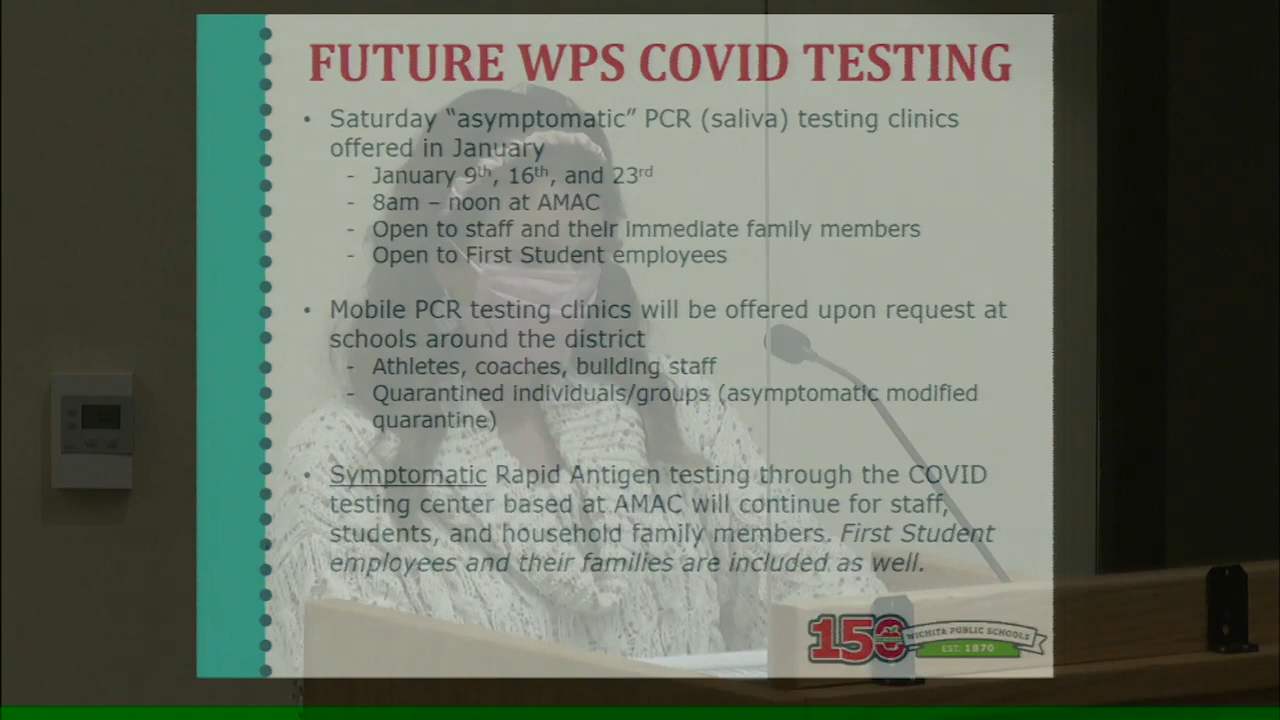 FUTURE WPS COVID TESTING
• Saturday “asymptomatic” PCR (saliva) testing clinics
offered in January
- January 9th, 16th, and 23rd
- 8am – noon at AMAC
- Open to staff and their immediate family members
- Open to First Student employees
• Mobile PCR testing clinics will be offered upon request at
schools around the district
- Athletes, coaches, building staff
- Quarantined individuals/groups (asymptomatic modified
quarantine)
• Symptomatic Rapid Antigen testing through the COVID
testing center based at AMAC will continue for staff,
students, and household family members. First Student
employees and their families are included as well.
150
WICHITA PUBLIC SCHOOLS
EST. 1870